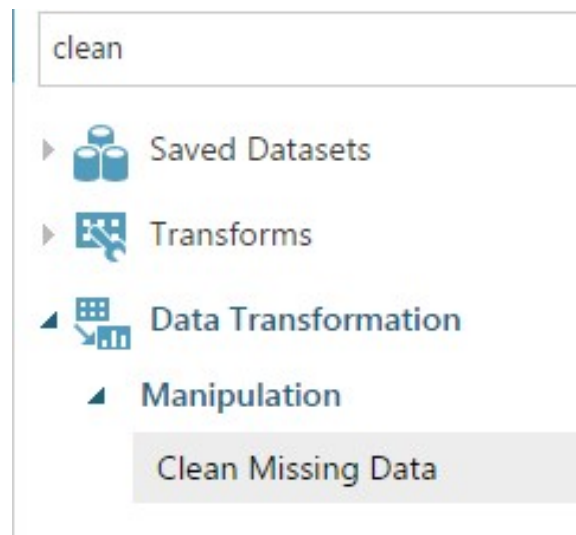 clean
Saved Datasets
Transforms
Data Transformation
Manipulation
Clean Missing Data